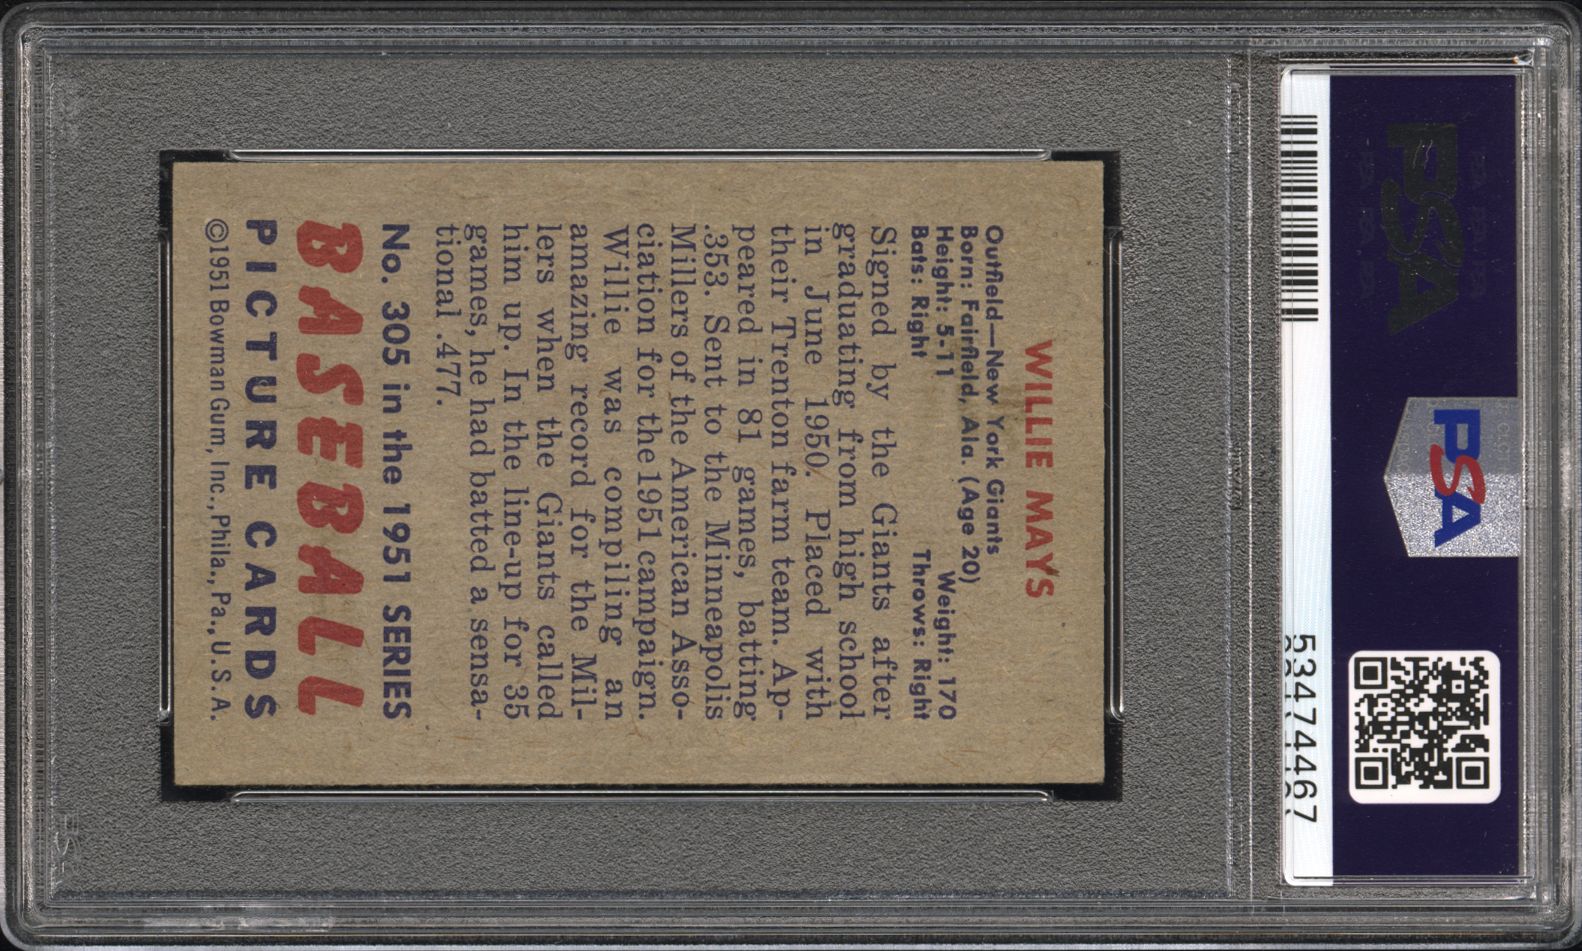 WILLIE MAYS
Outfield—New York Giants
Born: Fairfield, Ala. (Age 20)
Height: 5-11 Weight: 170
Bats: Right Throws: Right
Signed by the Giants after
graduating from high school
in June 1950. Placed with
their Trenton farm team. Ap-
peared in 81 games, batting
.353. Sent to the Minneapolis
Millers of the American Asso-
ciation for the 1951 campaign.
Willie was compiling an
amazing record for the Mil-
lers when the Giants called
him up. In the line-up for 35
games, he had batted a sensa-
tional .477.
No. 305 in the 1951 SERIES
BASEBALL
PICTURE CARDS
©1951 Bowman Gum, Inc., Phila., Pa., U.S.A.
PSA
PSA
53474467